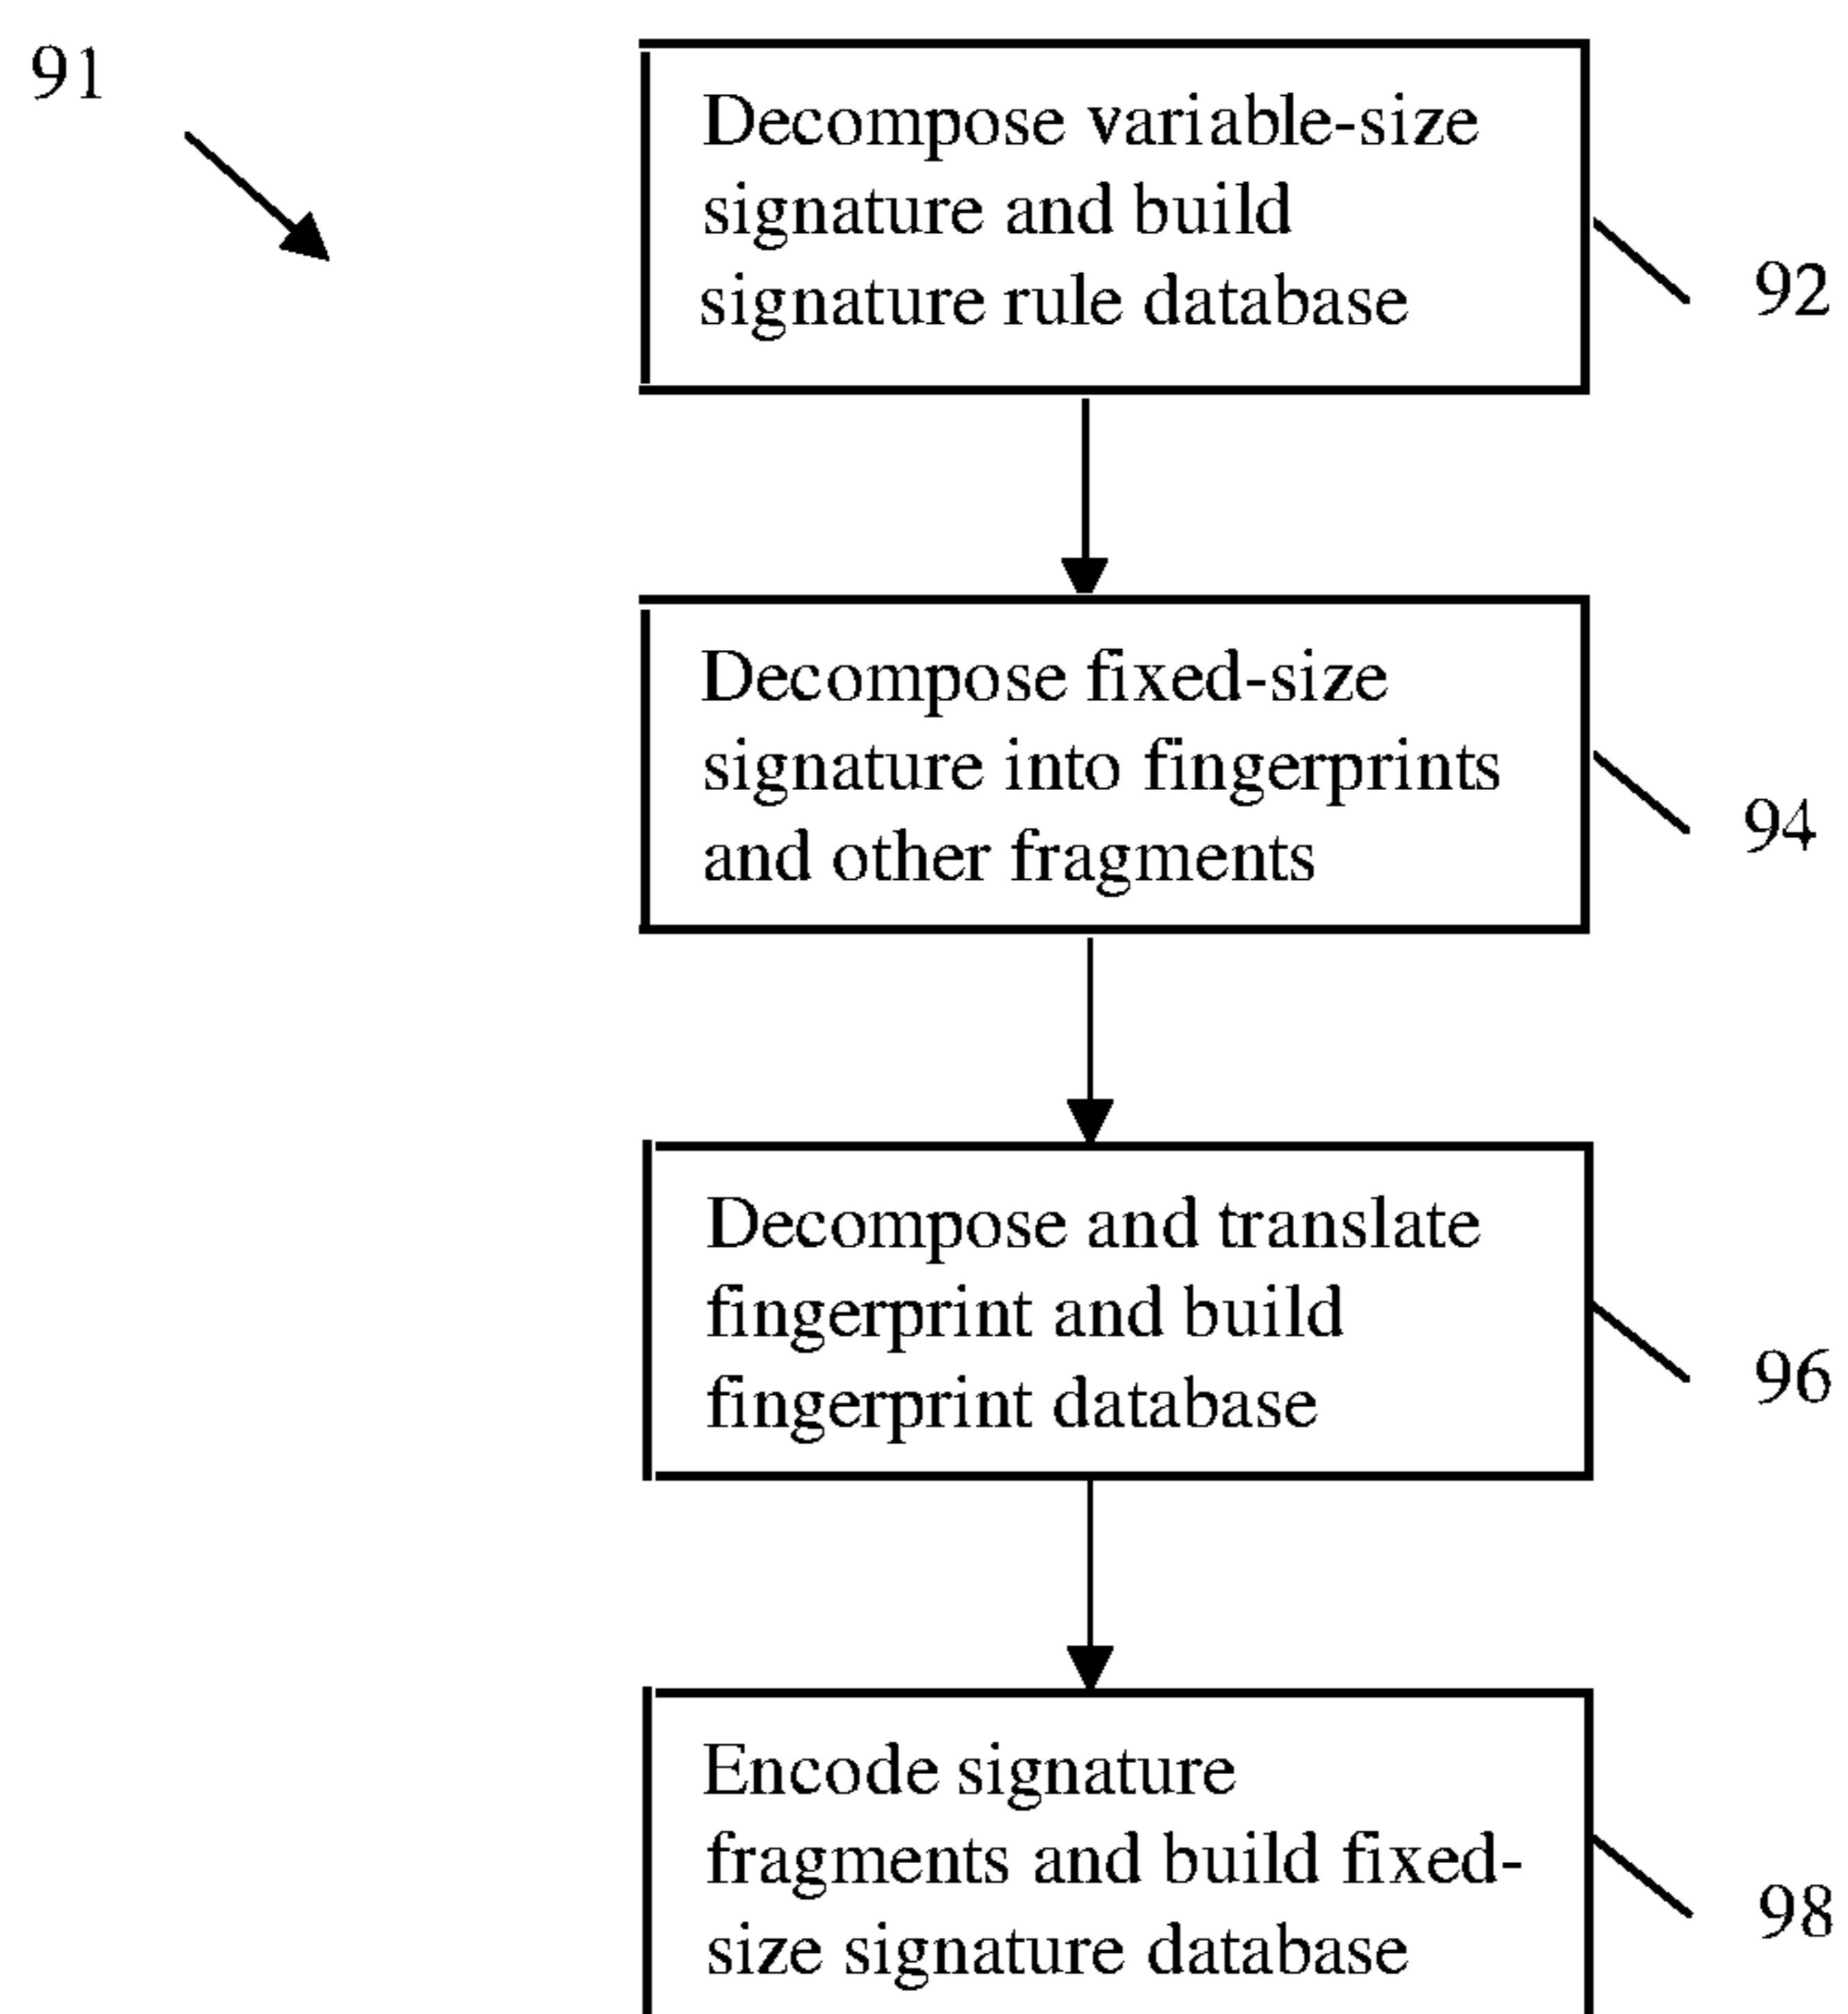 91
Decompose variable-size
signature and build
signature rule database
92
Decompose fixed-size
signature into fingerprints
and other fragments
94
Decompose and translate
fingerprint and build
fingerprint database
96
Encode signature
fragments and build fixed-
size signature database
98